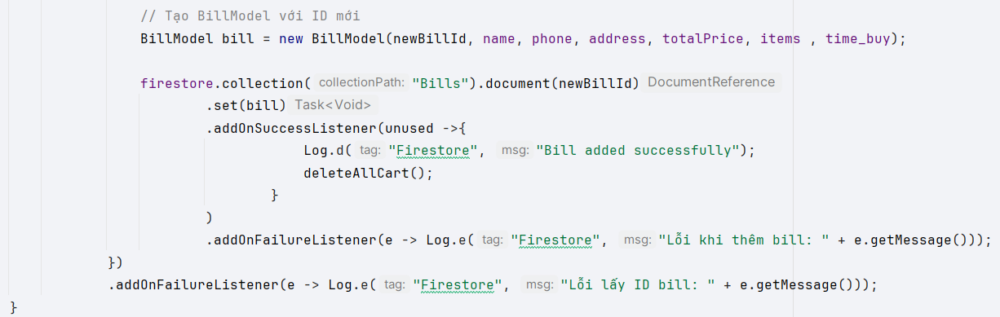 // Tạo BillModel với ID mới
BillModel bill = new BillModel(newBillId, name, phone, address, totalPrice, items , time_buy);
firestore.collection( collectionPath: "Bills").document(newBillId) DocumentReference
.set(bill) Task<Void>
.addOnSuccessListener(unused ->{
Log.d( tag: "Firestore", msg: "Bill added successfully");
deleteAllCart();
}
)
.addOnFailureListener(e -> Log.e( tag: "Firestore", msg: "Lỗi khi thêm bill: " + e.getMessage()));
})
.addOnFailureListener(e -> Log.e( tag: "Firestore", msg: "Lỗi lấy ID bill: " + e.getMessage()));
}